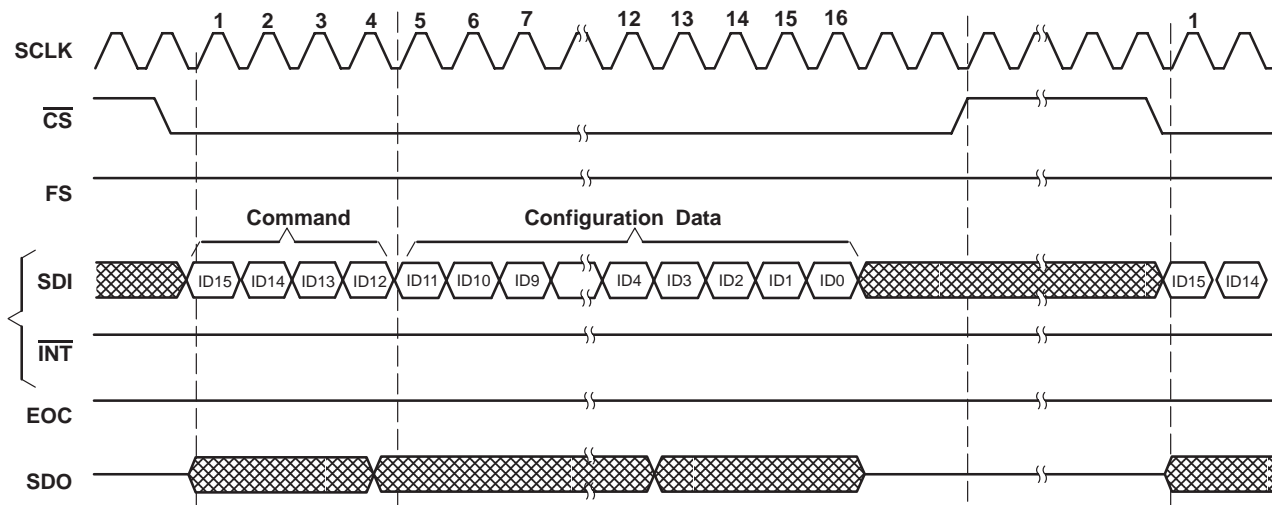 1 2 3 4 5 6 7 12 13 14 15 16 1
SCLK
CS
FS
Command Configuration Data
SDI ID15 ID14 ID13 ID12 ID11 ID10 ID9 ID4 ID3 ID2 ID1 ID0 ID15 ID14
INT
EOC
SDO